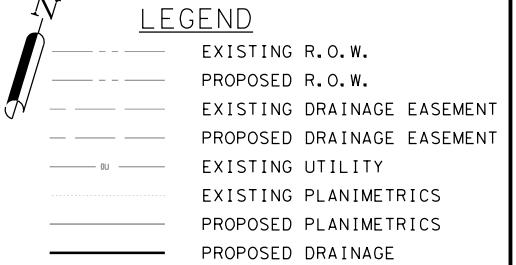 N
LEGEND
EXISTING R.O.W.
PROPOSED R.O.W.
EXISTING DRAINAGE EASEMENT
PROPOSED DRAINAGE EASEMENT
OU EXISTING UTILITY
EXISTING PLANIMETRICS
PROPOSED PLANIMETRICS
PROPOSED DRAINAGE